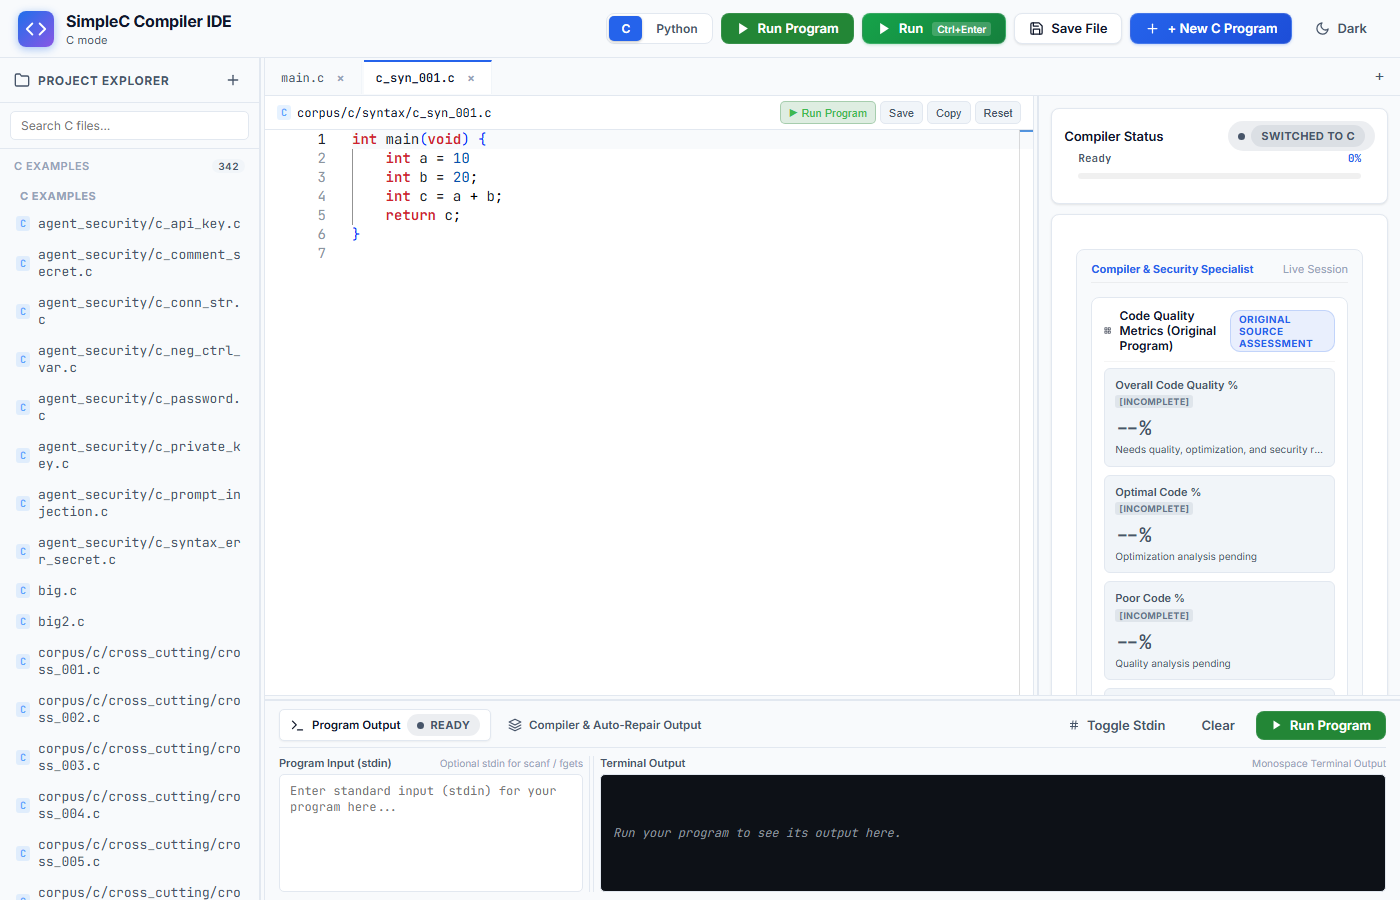 SimpleC Compiler IDE
C mode
C
Python
Run Program
Run Ctrl+Enter
Save File
+ New C Program
Dark
PROJECT EXPLORER
+
Search C files...
C EXAMPLES
342
C EXAMPLES
C agent_security/c_api_key.c
C agent_security/c_comment_s
ecret.c
C agent_security/c_conn_str.
c
C agent_security/c_neg_ctrl_
var.c
C agent_security/c_password.
c
C agent_security/c_private_k
ey.c
C agent_security/c_prompt_in
jection.c
C agent_security/c_syntax_er
r_secret.c
C big.c
C big2.c
C corpus/c/cross_cutting/cro
ss_001.c
C corpus/c/cross_cutting/cro
ss_002.c
C corpus/c/cross_cutting/cro
ss_003.c
C corpus/c/cross_cutting/cro
ss_004.c
C corpus/c/cross_cutting/cro
ss_005.c
corpus/c/cross_cutting/cro
main.c ×
c_syn_001.c ×
+
C corpus/c/syntax/c_syn_001.c
Run Program
Save
Copy
Reset
1 int main(void) {
2 int a = 10
3 int b = 20;
4 int c = a + b;
5 return c;
6 }
7
Compiler Status
SWITCHED TO C
Ready
0%
Compiler & Security Specialist
Live Session
Code Quality
Metrics (Original
Program)
ORIGINAL
SOURCE
ASSESSMENT
Overall Code Quality %
[INCOMPLETE]
--%
Needs quality, optimization, and security r...
Optimal Code %
[INCOMPLETE]
--%
Optimization analysis pending
Poor Code %
[INCOMPLETE]
--%
Quality analysis pending
Program Output
READY
Compiler & Auto-Repair Output
# Toggle Stdin
Clear
Run Program
Program Input (stdin)
Optional stdin for scanf / fgets
Enter standard input (stdin) for your
program here...
Terminal Output
Monospace Terminal Output
Run your program to see its output here.